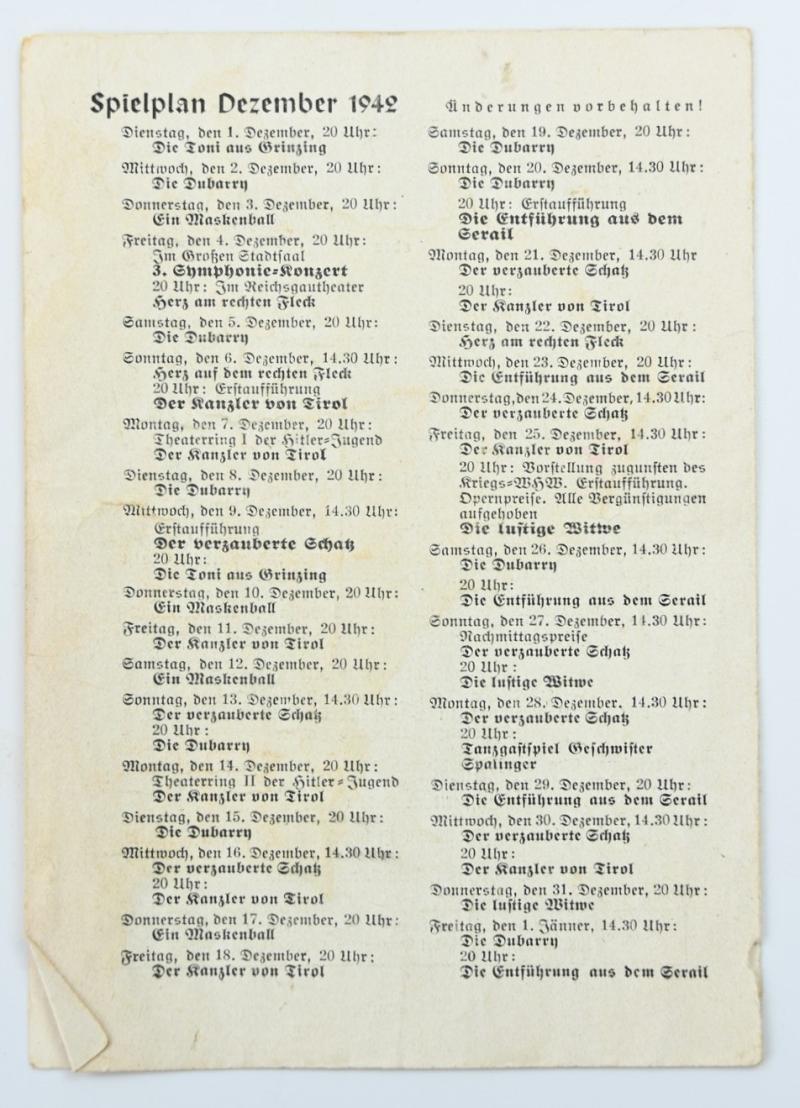 Spielplan Dezember 1942
Dienstag, den 1. Dezember, 20 Uhr:
Die Toni aus Grinzing
Mittwoch, den 2. Dezember, 20 Uhr:
Die Dubarry
Donnerstag, den 3. Dezember, 20 Uhr:
Ein Maskenball
Freitag, den 4. Dezember, 20 Uhr:
Im Großen Stadtsaal
3. Symphonie=Konzert
20 Uhr: Im Reichsgautheater
Herz am rechten Fleck
Samstag, den 5. Dezember, 20 Uhr:
Die Dubarry
Sonntag, den 6. Dezember, 14.30 Uhr:
Herz auf dem rechten Fleck
20 Uhr: Erstaufführung
Der Kanzler von Tirol
Montag, den 7. Dezember, 20 Uhr:
Theaterring I der Hitler=Jugend
Der Kanzler von Tirol
Dienstag, den 8. Dezember, 20 Uhr:
Die Dubarry
Mittwoch, den 9. Dezember, 14.30 Uhr:
Erstaufführung
Der verzauberte Schatz
20 Uhr:
Die Toni aus Grinzing
Donnerstag, den 10. Dezember, 20 Uhr:
Ein Maskenball
Freitag, den 11. Dezember, 20 Uhr:
Der Kanzler von Tirol
Samstag, den 12. Dezember, 20 Uhr:
Ein Maskenball
Sonntag, den 13. Dezember, 14.30 Uhr:
Der verzauberte Schatz
20 Uhr:
Die Dubarry
Montag, den 14. Dezember, 20 Uhr:
Theaterring II der Hitler=Jugend
Der Kanzler von Tirol
Dienstag, den 15. Dezember, 20 Uhr:
Die Dubarry
Mittwoch, den 16. Dezember, 14.30 Uhr:
Der verzauberte Schatz
20 Uhr:
Der Kanzler von Tirol
Donnerstag, den 17. Dezember, 20 Uhr:
Ein Maskenball
Freitag, den 18. Dezember, 20 Uhr:
Der Kanzler von Tirol
Änderungen vorbehalten!
Samstag, den 19. Dezember, 20 Uhr:
Die Dubarry
Sonntag, den 20. Dezember, 14.30 Uhr:
Die Dubarry
20 Uhr: Erstaufführung
Die Entführung aus dem
Serail
Montag, den 21. Dezember, 14.30 Uhr
Der verzauberte Schatz
20 Uhr:
Der Kanzler von Tirol
Dienstag, den 22. Dezember, 20 Uhr:
Herz am rechten Fleck
Mittwoch, den 23. Dezember, 20 Uhr:
Die Entführung aus dem Serail
Donnerstag, den 24. Dezember, 14.30 Uhr:
Der verzauberte Schatz
Freitag, den 25. Dezember, 14.30 Uhr:
Der Kanzler von Tirol
20 Uhr: Vorstellung zugunsten des
Kriegs=WHW. Erstaufführung.
Opernpreise. Alle Vergünstigungen
aufgehoben
Die lustige Witwe
Samstag, den 26. Dezember, 14.30 Uhr:
Die Dubarry
20 Uhr:
Die Entführung aus dem Serail
Sonntag, den 27. Dezember, 14.30 Uhr:
Nachmittagspreise
Der verzauberte Schatz
20 Uhr:
Die lustige Witwe
Montag, den 28. Dezember. 14.30 Uhr:
Der verzauberte Schatz
20 Uhr:
Tanzgastspiel Geschwister
Spalinger
Dienstag, den 29. Dezember, 20 Uhr:
Die Entführung aus dem Serail
Mittwoch, den 30. Dezember, 14.30 Uhr:
Der verzauberte Schatz
20 Uhr:
Der Kanzler von Tirol
Donnerstag, den 31. Dezember, 20 Uhr:
Die lustige Witwe
Freitag, den 1. Jänner, 14.30 Uhr:
Die Dubarry
20 Uhr:
Die Entführung aus dem Serail